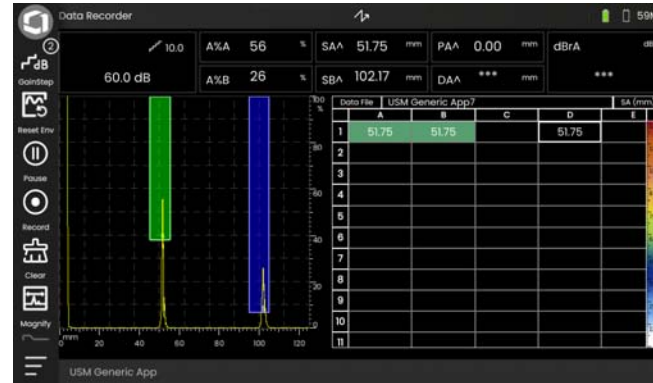 Data Recorder
59
2
dB
GainStep
10.0
60.0 dB
A%A 56 %
A%B 26 %
SA^ 51.75 mm
SB^ 102.17 mm
PA^ 0.00 mm
DA^ *** mm
dBrA
***
Reset Env
Pause
Record
Clear
Magnify
100
%
80
60
40
20
0
mm 20 40 60 80 100 120
Data File USM Generic App7 SA (mm
A B C D E
1 51.75 51.75 51.75
2
3
4
5
6
7
8
9
10
11
USM Generic App